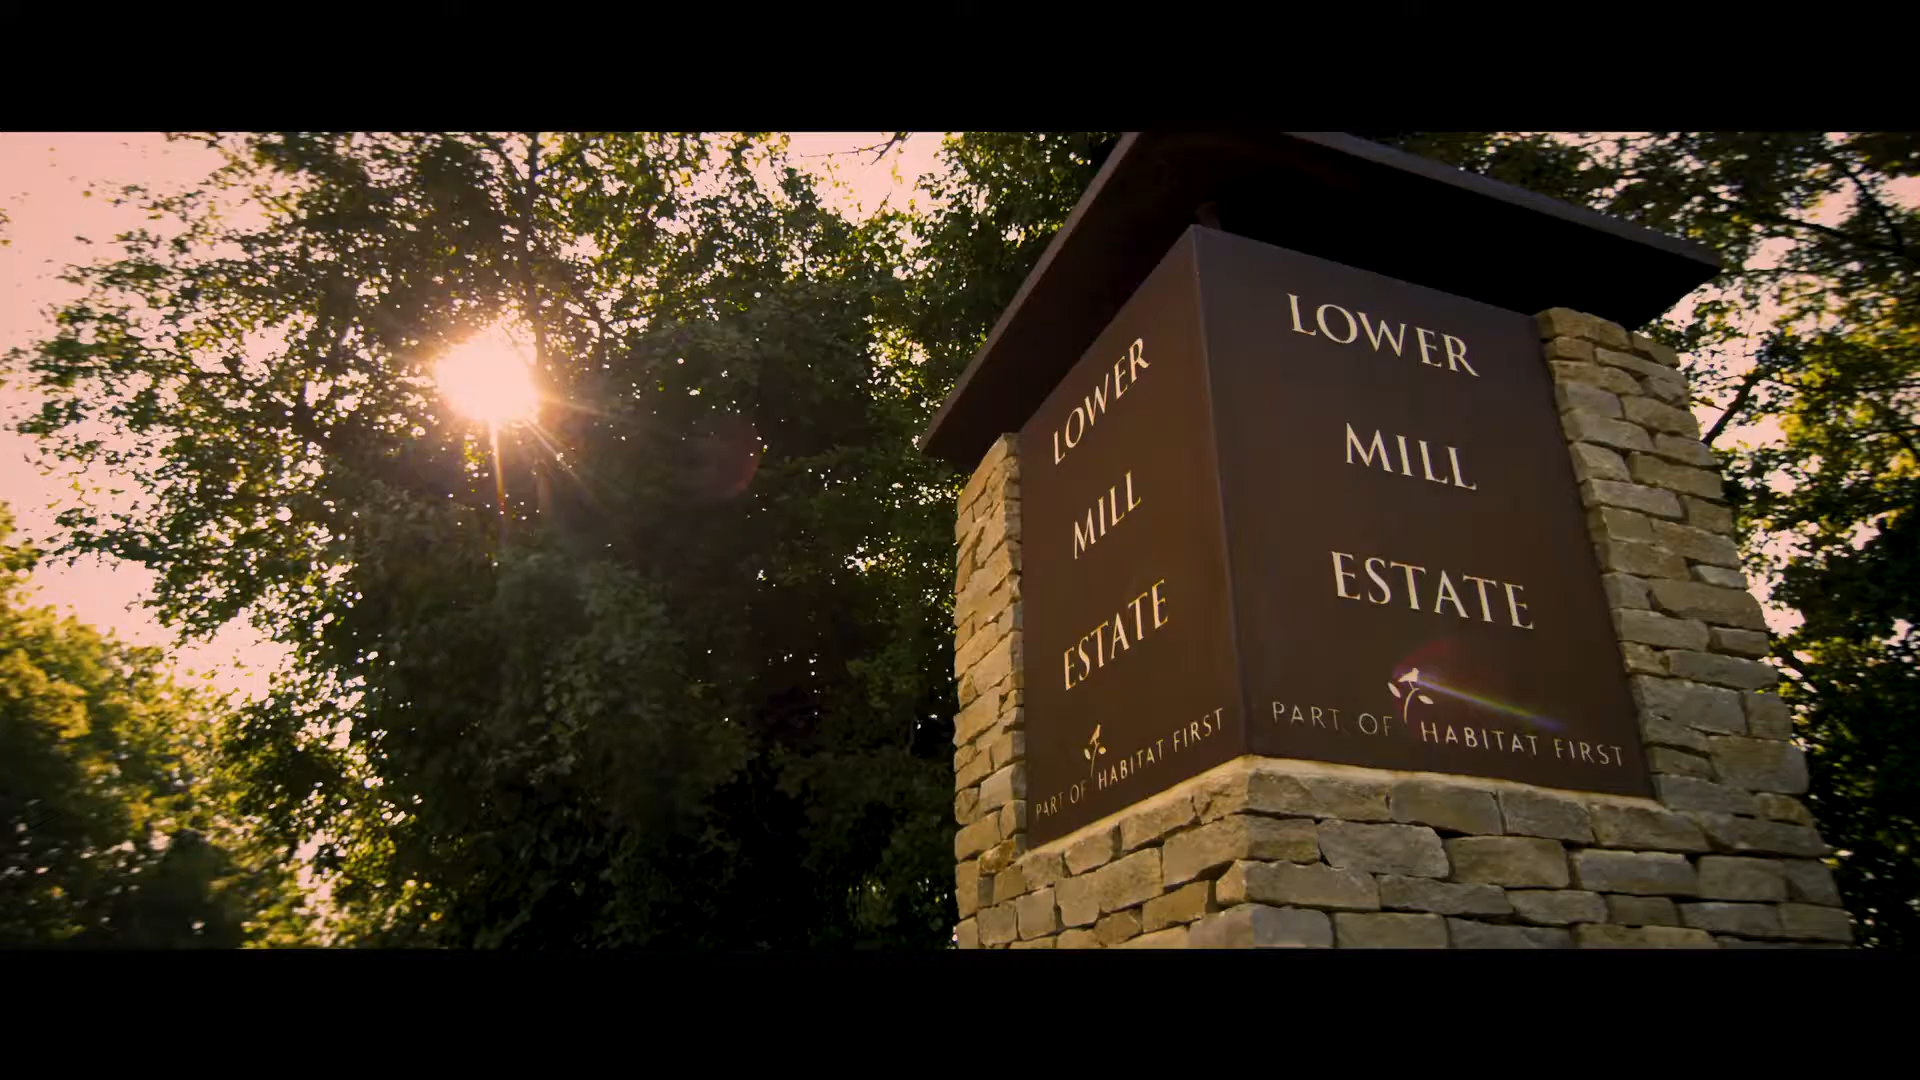 LOWER
MILL
ESTATE
PART OF HABITAT FIRST
LOWER
MILL
ESTATE
PART OF HABITAT FIRST